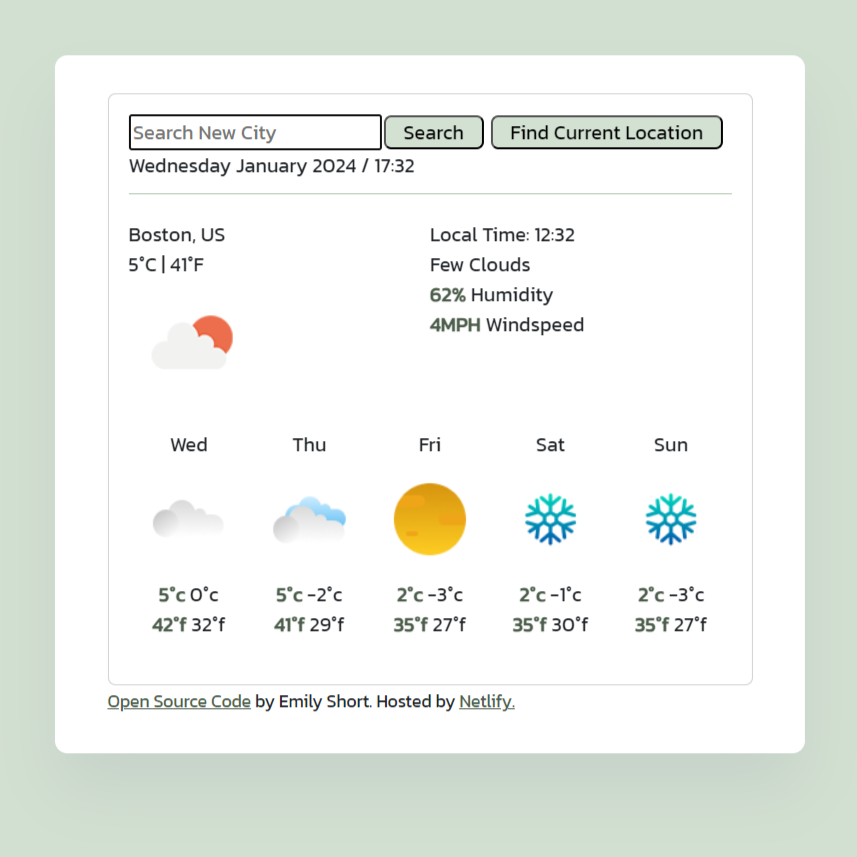 Search New City Search Find Current Location
Wednesday January 2024 / 17:32
Boston, US
5°C | 41°F
Local Time: 12:32
Few Clouds
62% Humidity
4MPH Windspeed
Wed Thu Fri Sat Sun
5°c 0°c 5°c -2°c 2°c -3°c 2°c -1°c 2°c -3°c
42°f 32°f 41°f 29°f 35°f 27°f 35°f 30°f 35°f 27°f
Open Source Code by Emily Short. Hosted by Netlify.